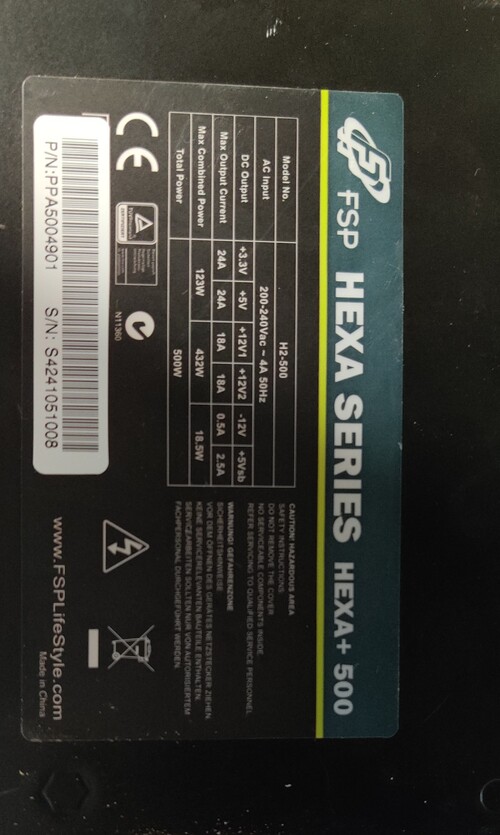 FSP HEXA SERIES HEXA+ 500
Model No. H2-500
AC Input 200-240Vac ~ 4A 50Hz
DC Output +3.3V +5V +12V1 +12V2 -12V +5Vsb
Max Output Current 24A 24A 18A 18A 0.5A 2.5A
Max Combined Power 123W 432W 18.5W
Total Power 500W
CAUTION! HAZARDOUS AREA
SAFETY INSTRUCTIONS
DO NOT REMOVE THE COVER
NO SERVICEABLE COMPONENTS INSIDE.
REFER SERVICING TO QUALIFIED SERVICE PERSONNEL
WARNUNG! GEFAHRENZONE
SICHERHEITSHINWEISE
VOR DEM ÖFFNEN DES GERÄTES NETZSTECKER ZIEHEN.
KEINE SERVICERELEVANTEN BAUTEILE ENTHALTEN.
SERVICEARBEITEN SOLLTEN NUR VON AUTORISIERTEM
FACHPERSONAL DURCHGEFÜHRT WERDEN.
CE
N11360
P/N:PPA5004901 S/N: S4241051008
www.FSPLifeStyle.com
Made in China